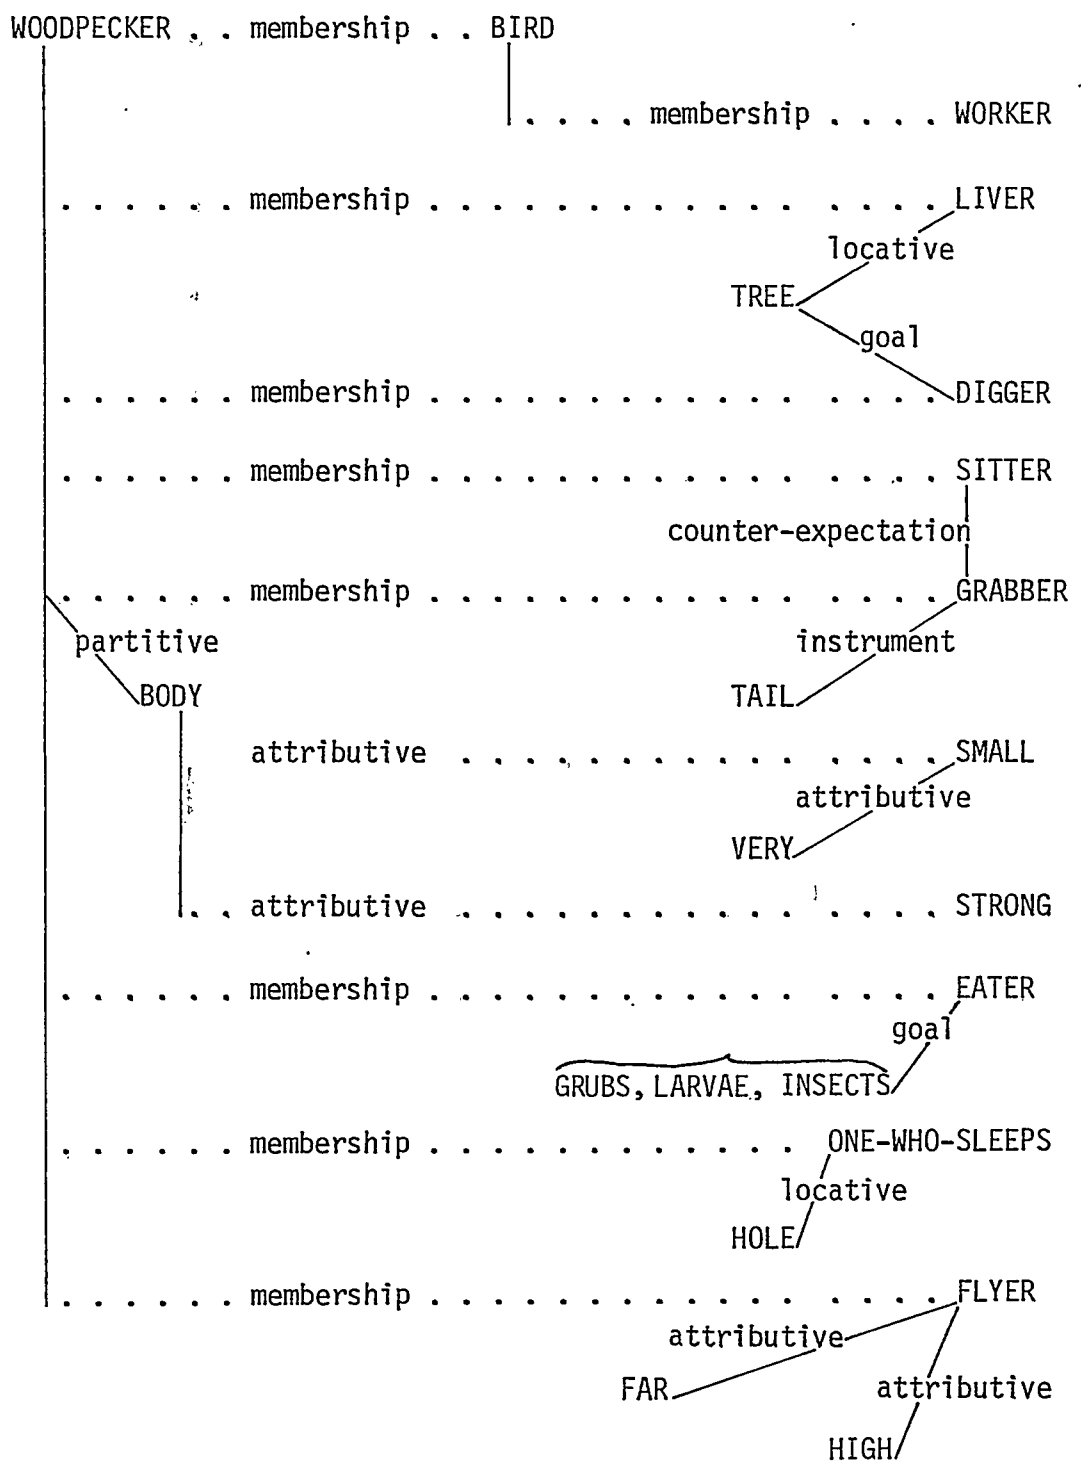 WOODPECKER . . membership . . BIRD
. . . . membership . . . . WORKER
. . . . . . membership . . . . . . . . . . . . . . . . LIVER
locative
TREE
goal
. . . . . . membership . . . . . . . . . . . . . . . . DIGGER
. . . . . . membership . . . . . . . . . . . . . . . . SITTER
counter-expectation
. . . . . . membership . . . . . . . . . . . . . . . . GRABBER
partitive instrument
BODY TAIL
attributive . . . . . . . . . . . . . . . SMALL
attributive
VERY
. . attributive . . . . . . . . . . . . . . . STRONG
. . . . . . membership . . . . . . . . . . . . . . . . EATER
goal
GRUBS, LARVAE, INSECTS
. . . . . . membership . . . . . . . . . . . . ONE-WHO-SLEEPS
locative
HOLE
. . . . . . membership . . . . . . . . . . . . . . . . FLYER
attributive
FAR attributive
HIGH